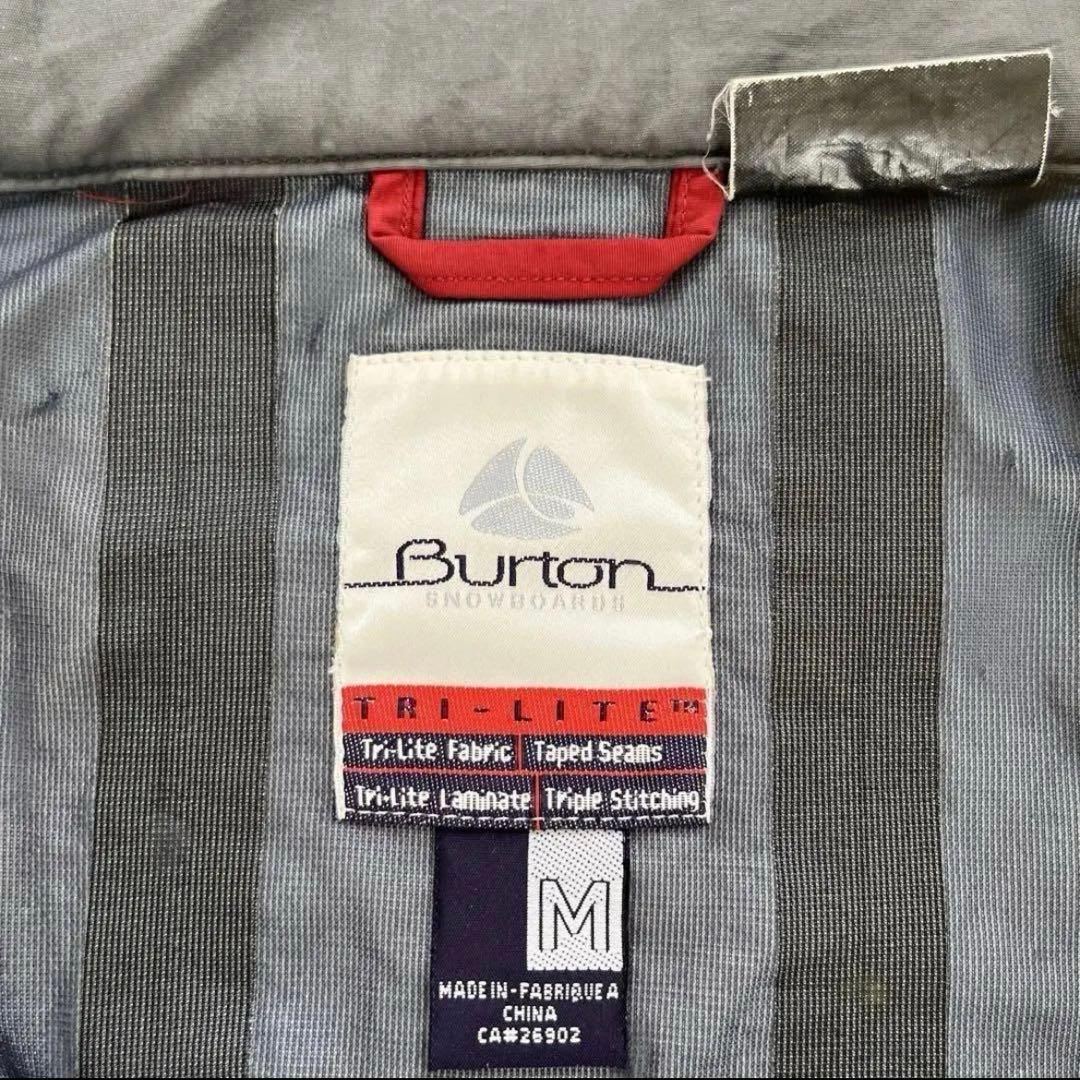 Burton
SNOWBOARDS
TRI-LITE™
Tri-Lite Fabric Taped Seams
Tri-Lite Laminate Triple Stitching
M
MADE IN-FABRIQUE A
CHINA
CA#26902